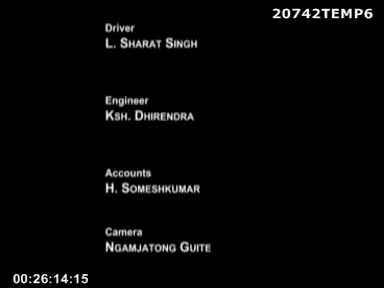 20742TEMP6
Driver
L. SHARAT SINGH
Engineer
KSH. DHIRENDRA
Accounts
H. SOMESHKUMAR
Camera
NGAMJATONG GUITE
00:26:14:15